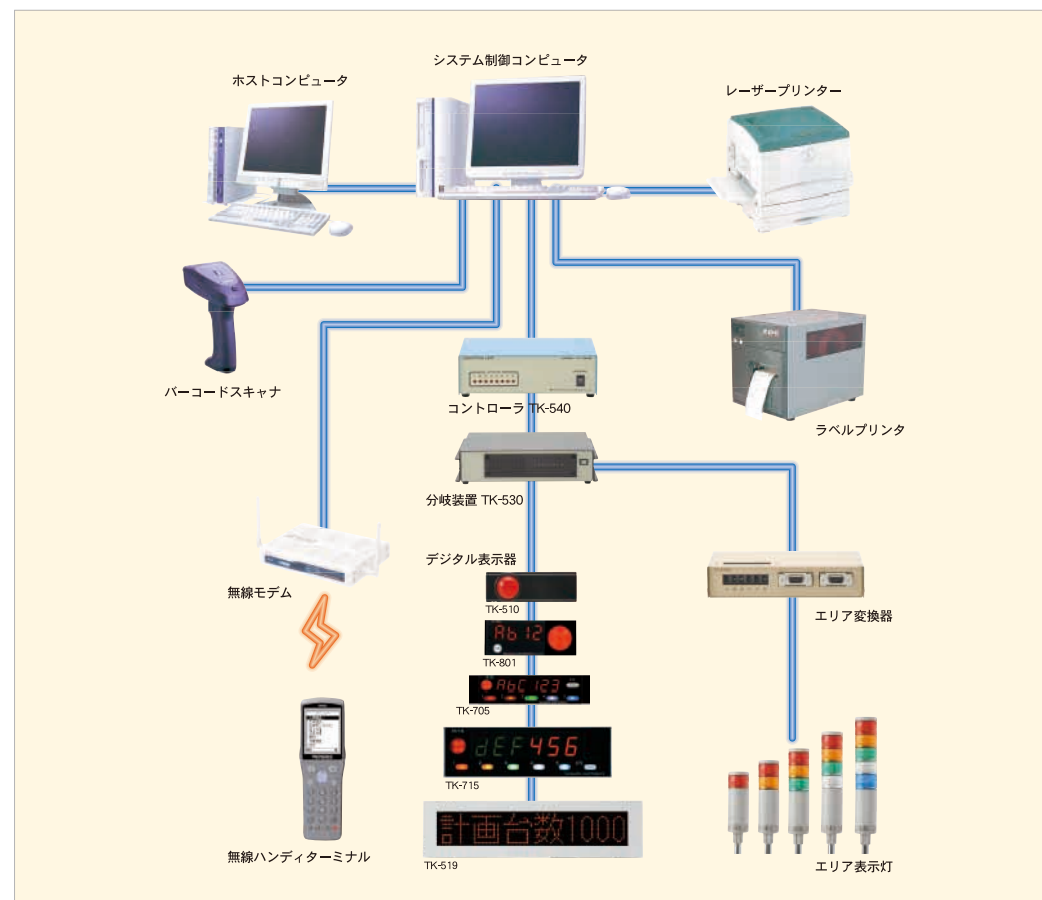 システム制御コンピュータ
ホストコンピュータ
レーザープリンター
バーコードスキャナ
コントローラ TK-540
ラベルプリンタ
分岐装置 TK-530
デジタル表示器
無線モデム
TK-510
エリア変換器
Ab12
TK-801
AbC 123
TK-705
dEF456
TK-715
計画台数1000
無線ハンディターミナル
TK-519
エリア表示灯